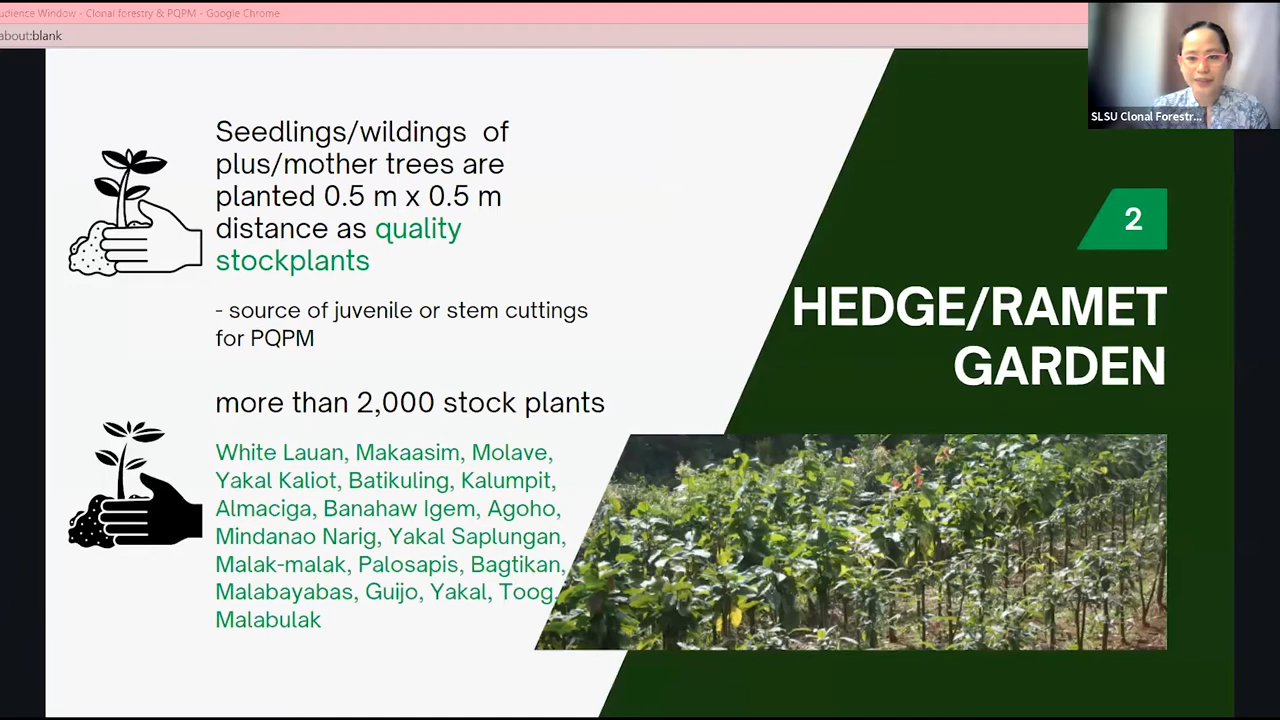 udience Window - Clonal forestry & PQPM - Google Chrome
about:blank
SLSU Clonal Forestr...
Seedlings/wildings of
plus/mother trees are
planted 0.5 m x 0.5 m
distance as quality
stockplants
- source of juvenile or stem cuttings
for PQPM
more than 2,000 stock plants
White Lauan, Makaasim, Molave,
Yakal Kaliot, Batikuling, Kalumpit,
Almaciga, Banahaw Igem, Agoho,
Mindanao Narig, Yakal Saplungan,
Malak-malak, Palosapis, Bagtikan,
Malabayabas, Guijo, Yakal, Toog,
Malabulak
2
HEDGE/RAMET
GARDEN